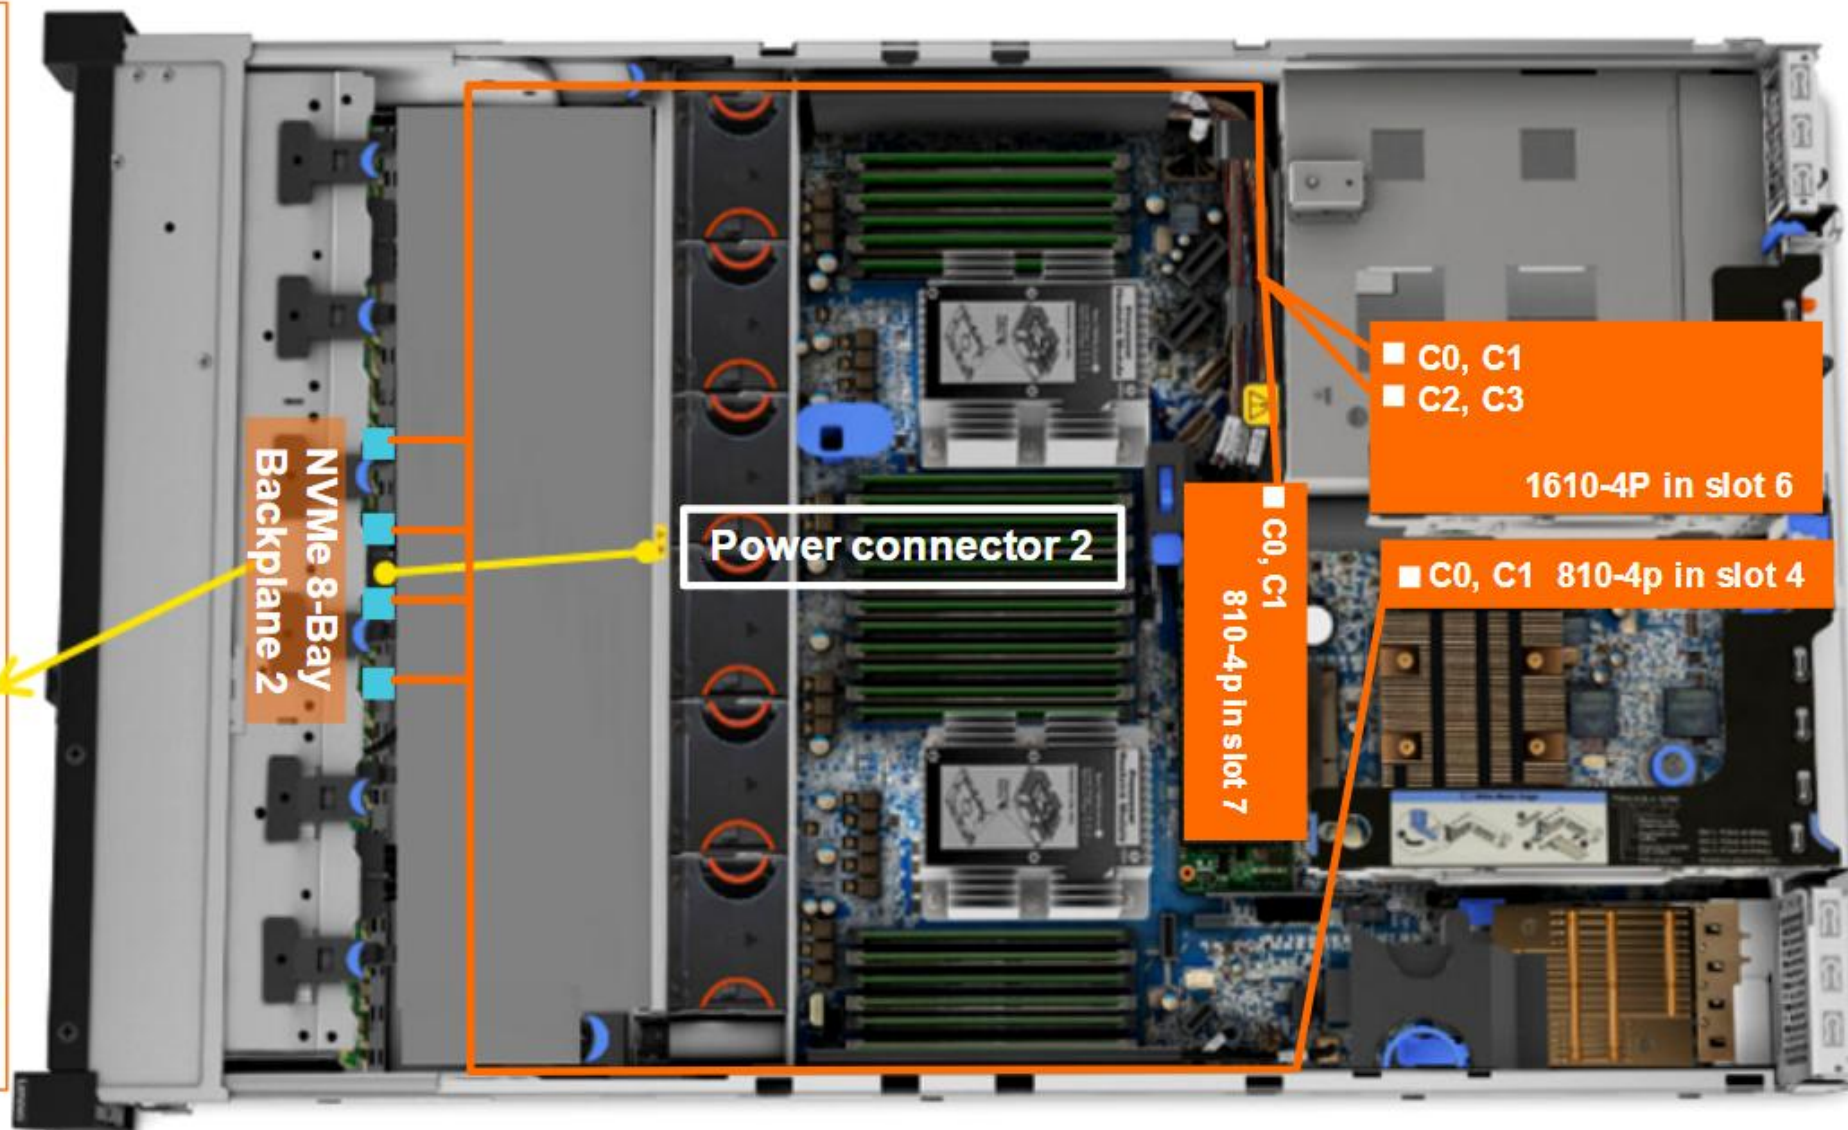 NVMe 8-Bay
Backplane 2
Power connector 2
C0, C1
810-4p in slot 7
C0, C1
C2, C3
1610-4P in slot 6
C0, C1 810-4p in slot 4